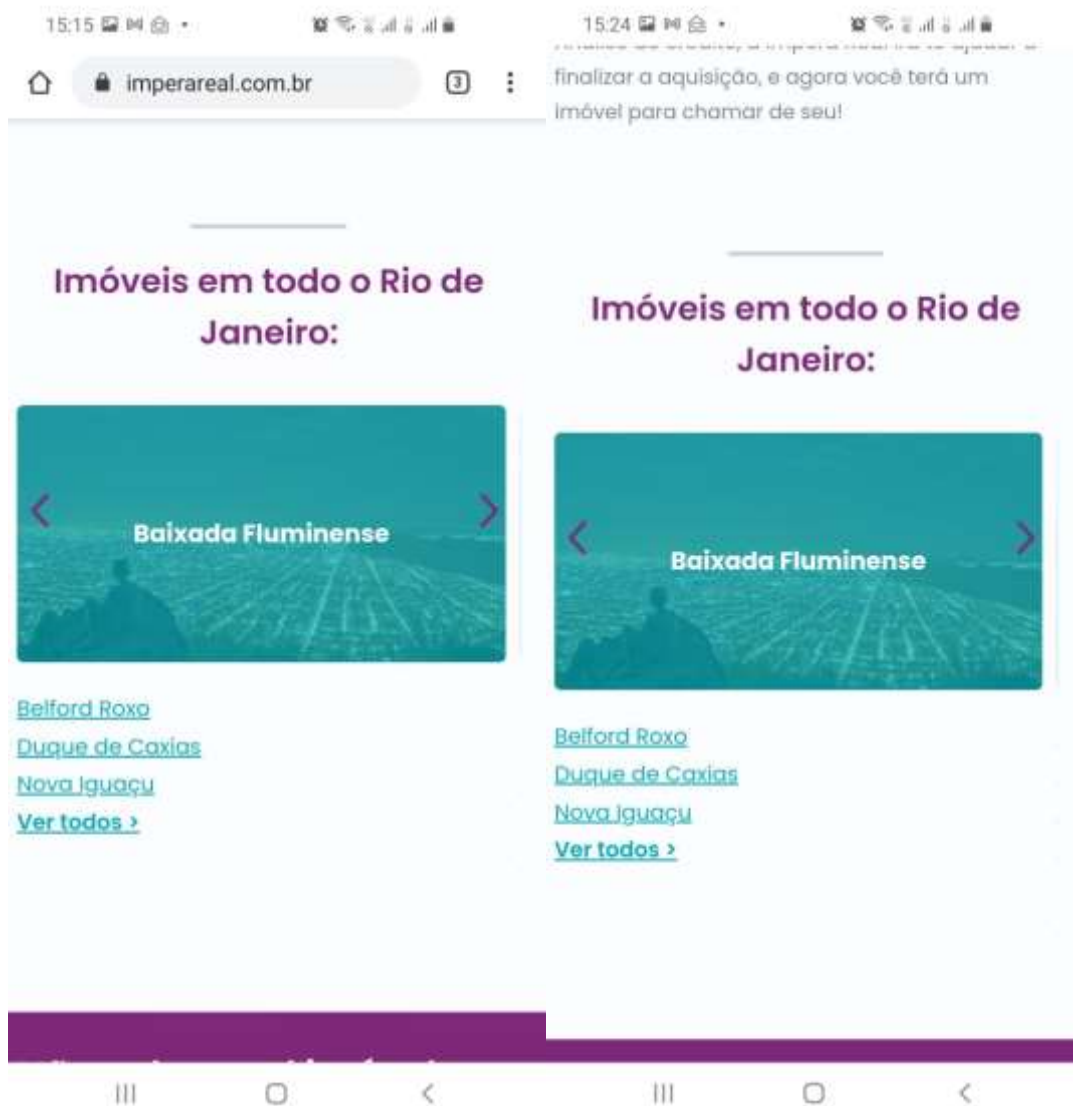 15:15
imperareal.com.br
3
Imóveis em todo o Rio de
Janeiro:
Baixada Fluminense
Belford Roxo
Duque de Caxias
Nova Iguaçu
Ver todos >
15:24
finalizar a aquisição, e agora você terá um
imóvel para chamar de seu!
Imóveis em todo o Rio de
Janeiro:
Baixada Fluminense
Belford Roxo
Duque de Caxias
Nova Iguaçu
Ver todos >